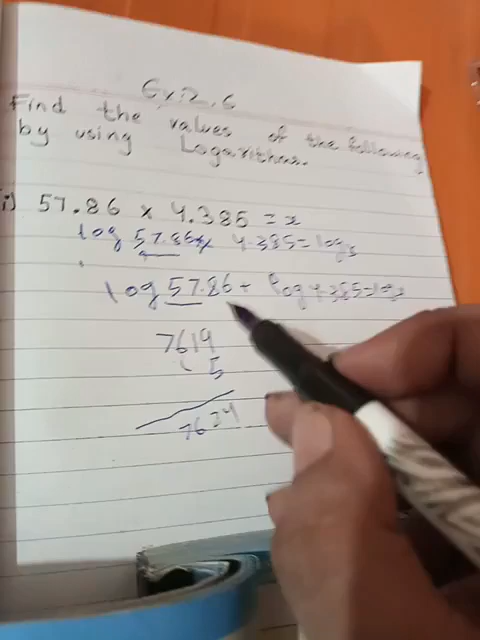 Ex: 2.6
Find the values of the following
by using Logarithms.
i) 57.86 x 4.385 = x
log 57.86 x 4.385 = log x
log 57.86 + log 4.385 = log x
7619
5
7624